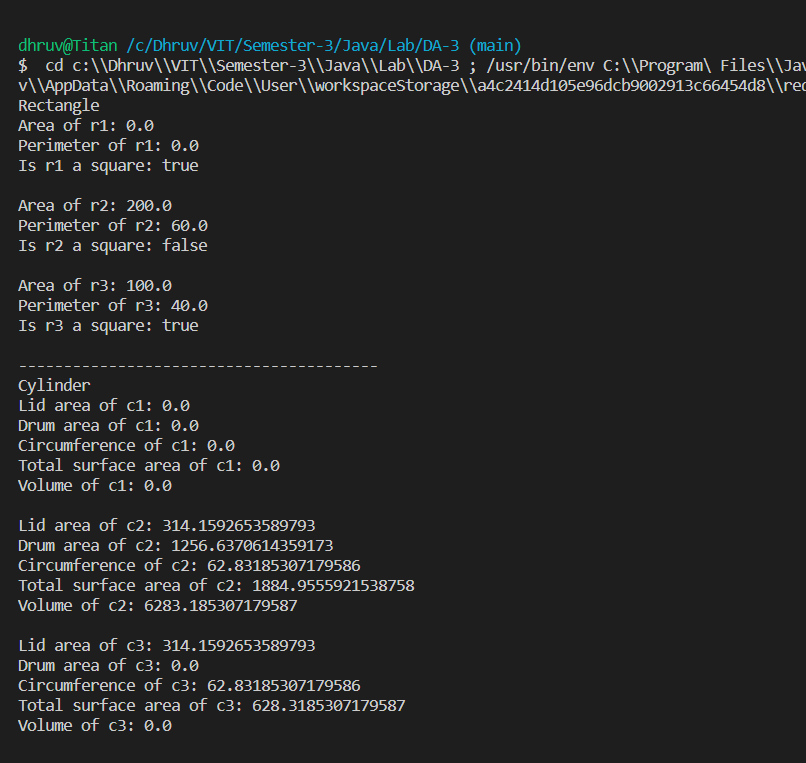 dhruv@Titan /c/Dhruv/VIT/Semester-3/Java/Lab/DA-3 (main)
$  cd c:\\Dhruv\\VIT\\Semester-3\\Java\\Lab\\DA-3 ; /usr/bin/env C:\\Program\ Files\\Jav
v\\AppData\\Roaming\\Code\\User\\workspaceStorage\\a4c2414d105e96dcb9002913c66454d8\\red
Rectangle
Area of r1: 0.0
Perimeter of r1: 0.0
Is r1 a square: true

Area of r2: 200.0
Perimeter of r2: 60.0
Is r2 a square: false

Area of r3: 100.0
Perimeter of r3: 40.0
Is r3 a square: true

----------------------------------------
Cylinder
Lid area of c1: 0.0
Drum area of c1: 0.0
Circumference of c1: 0.0
Total surface area of c1: 0.0
Volume of c1: 0.0

Lid area of c2: 314.1592653589793
Drum area of c2: 1256.6370614359173
Circumference of c2: 62.83185307179586
Total surface area of c2: 1884.9555921538758
Volume of c2: 6283.185307179587

Lid area of c3: 314.1592653589793
Drum area of c3: 0.0
Circumference of c3: 62.83185307179586
Total surface area of c3: 628.3185307179587
Volume of c3: 0.0